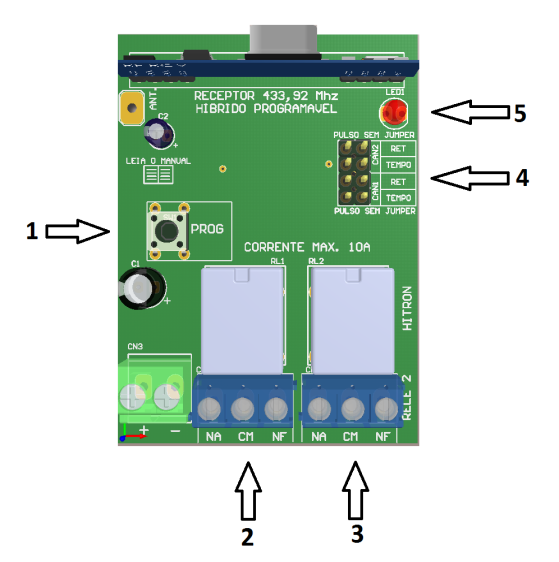 ANT.
RECEPTOR 433,92 Mhz
HIBRIDO PROGRAMAVEL
LED1
5
C2
PULSO SEM JUMPER
LEIA O MANUAL
CAN2
RET
TEMPO
CAN1
RET
TEMPO
4
PULSO SEM JUMPER
1
PROG
CORRENTE MAX. 10A
C1
RL1
RL2
HITRON
CN3
RELE 2
+
-
NA CM NF
NA CM NF
2
3